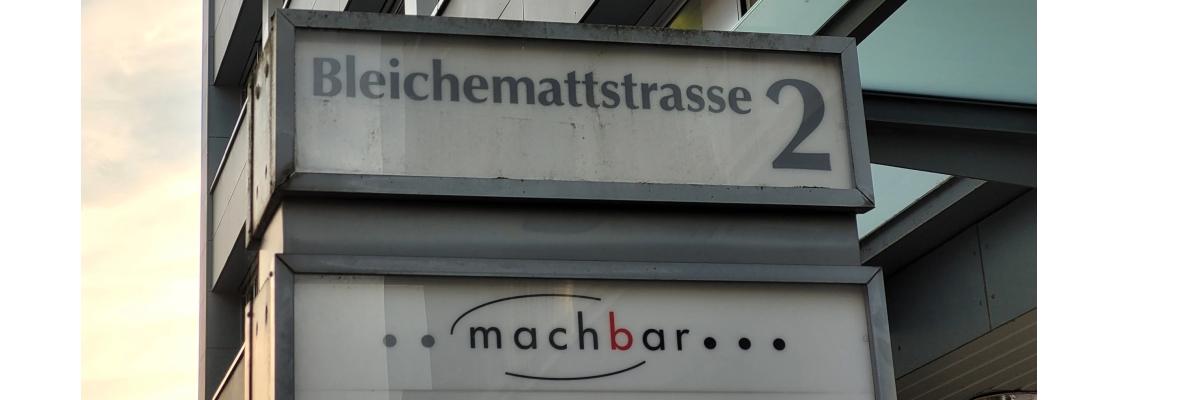 Bleichemattstrasse 2
••machbar•••